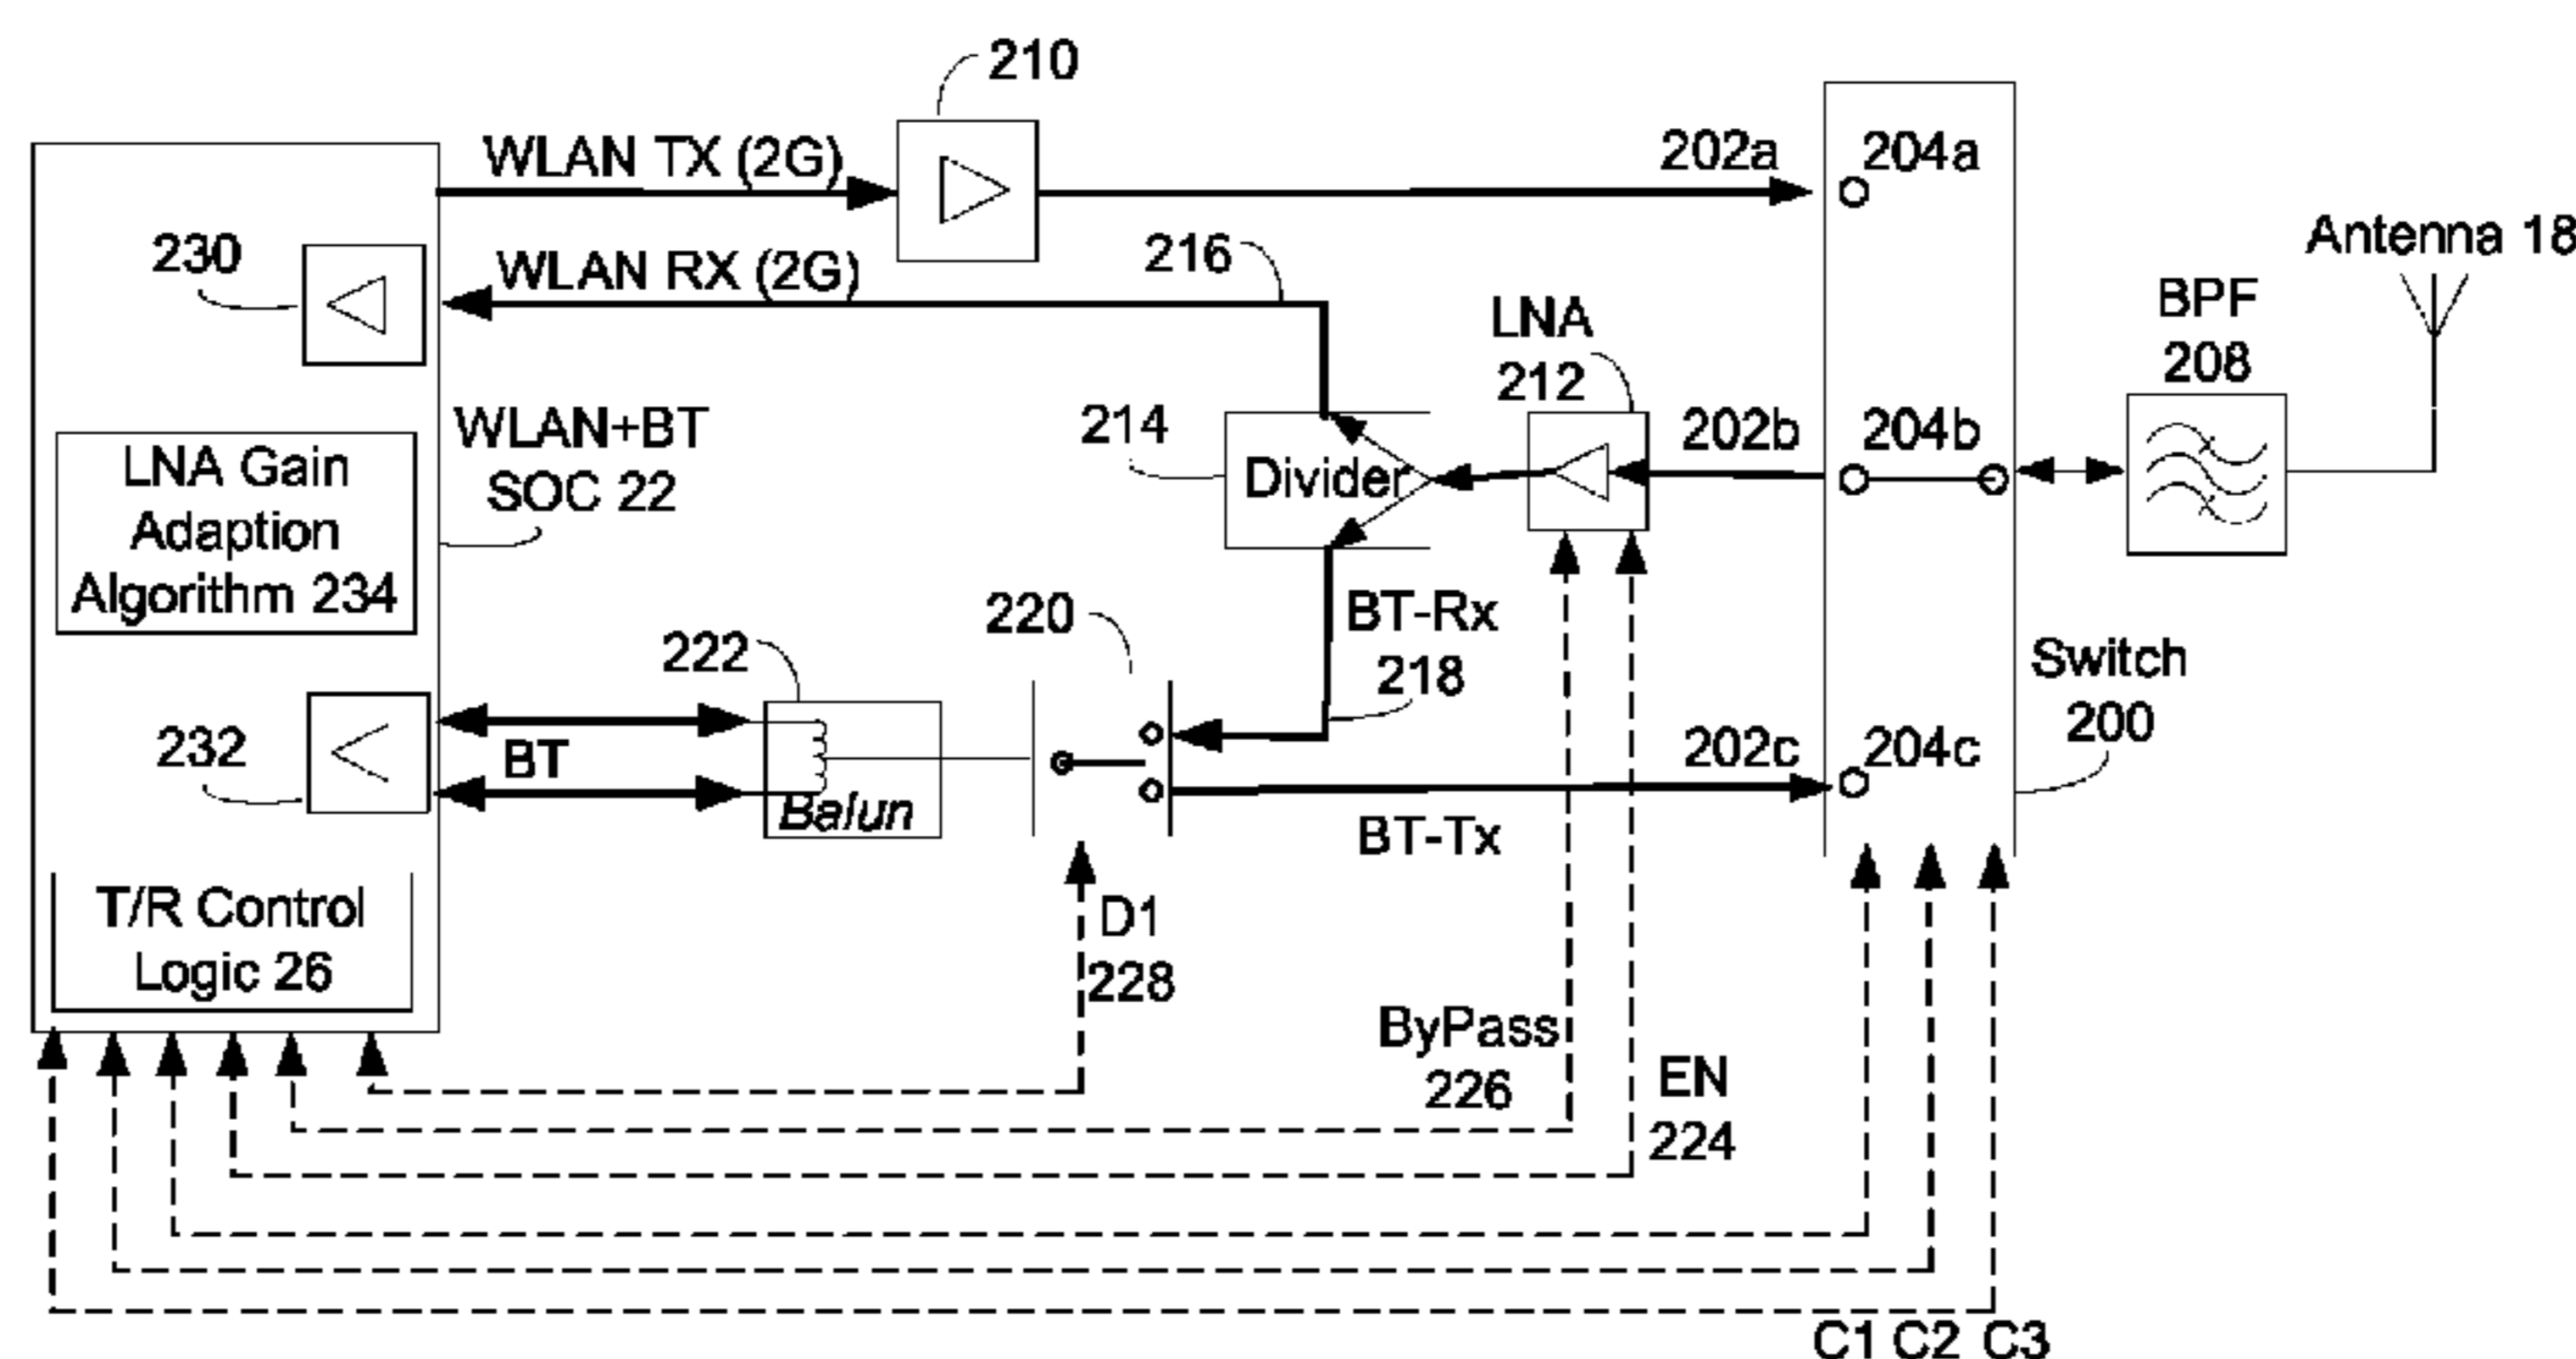 210
WLAN TX (2G)
202a
204a
230
WLAN RX (2G)
216
Antenna 18
LNA
212
BPF
208
LNA Gain
Adaption
Algorithm 234
WLAN+BT
SOC 22
214
Divider
202b
204b
222
220
BT-Rx
218
Switch
200
232
BT
Balun
202c
204c
BT-Tx
T/R Control
Logic 26
D1
228
ByPass
226
EN
224
C1 C2 C3